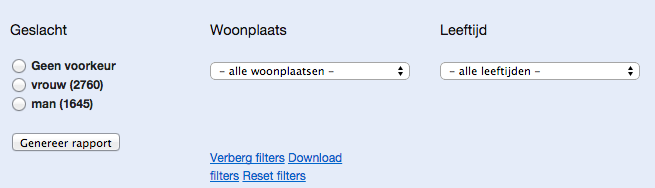 Geslacht
Geen voorkeur
vrouw (2760)
man (1645)
Genereer rapport
Woonplaats
- alle woonplaatsen -
Verberg filters Download
filters Reset filters
Leeftijd
- alle leeftijden -